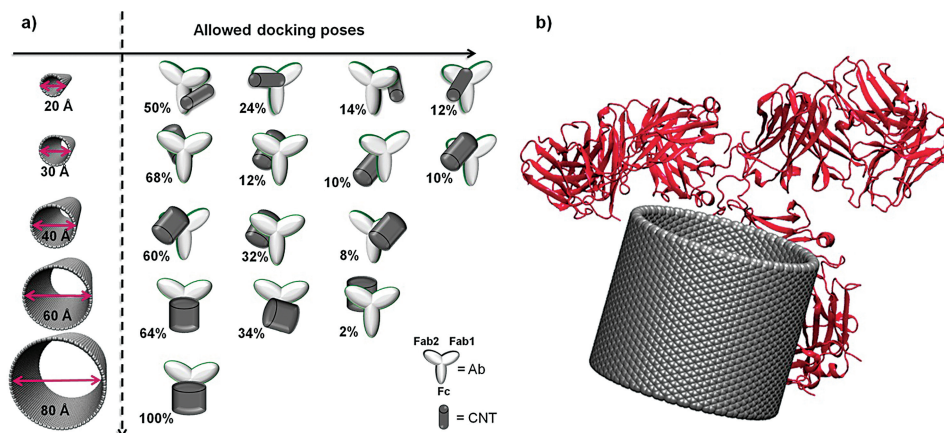 a)
Allowed docking poses
b)
20 Å
50%
24%
14%
12%
30 Å
68%
12%
10%
10%
40 Å
60%
32%
8%
60 Å
64%
34%
2%
Fab2 Fab1
= Ab
Fc
80 Å
100%
= CNT